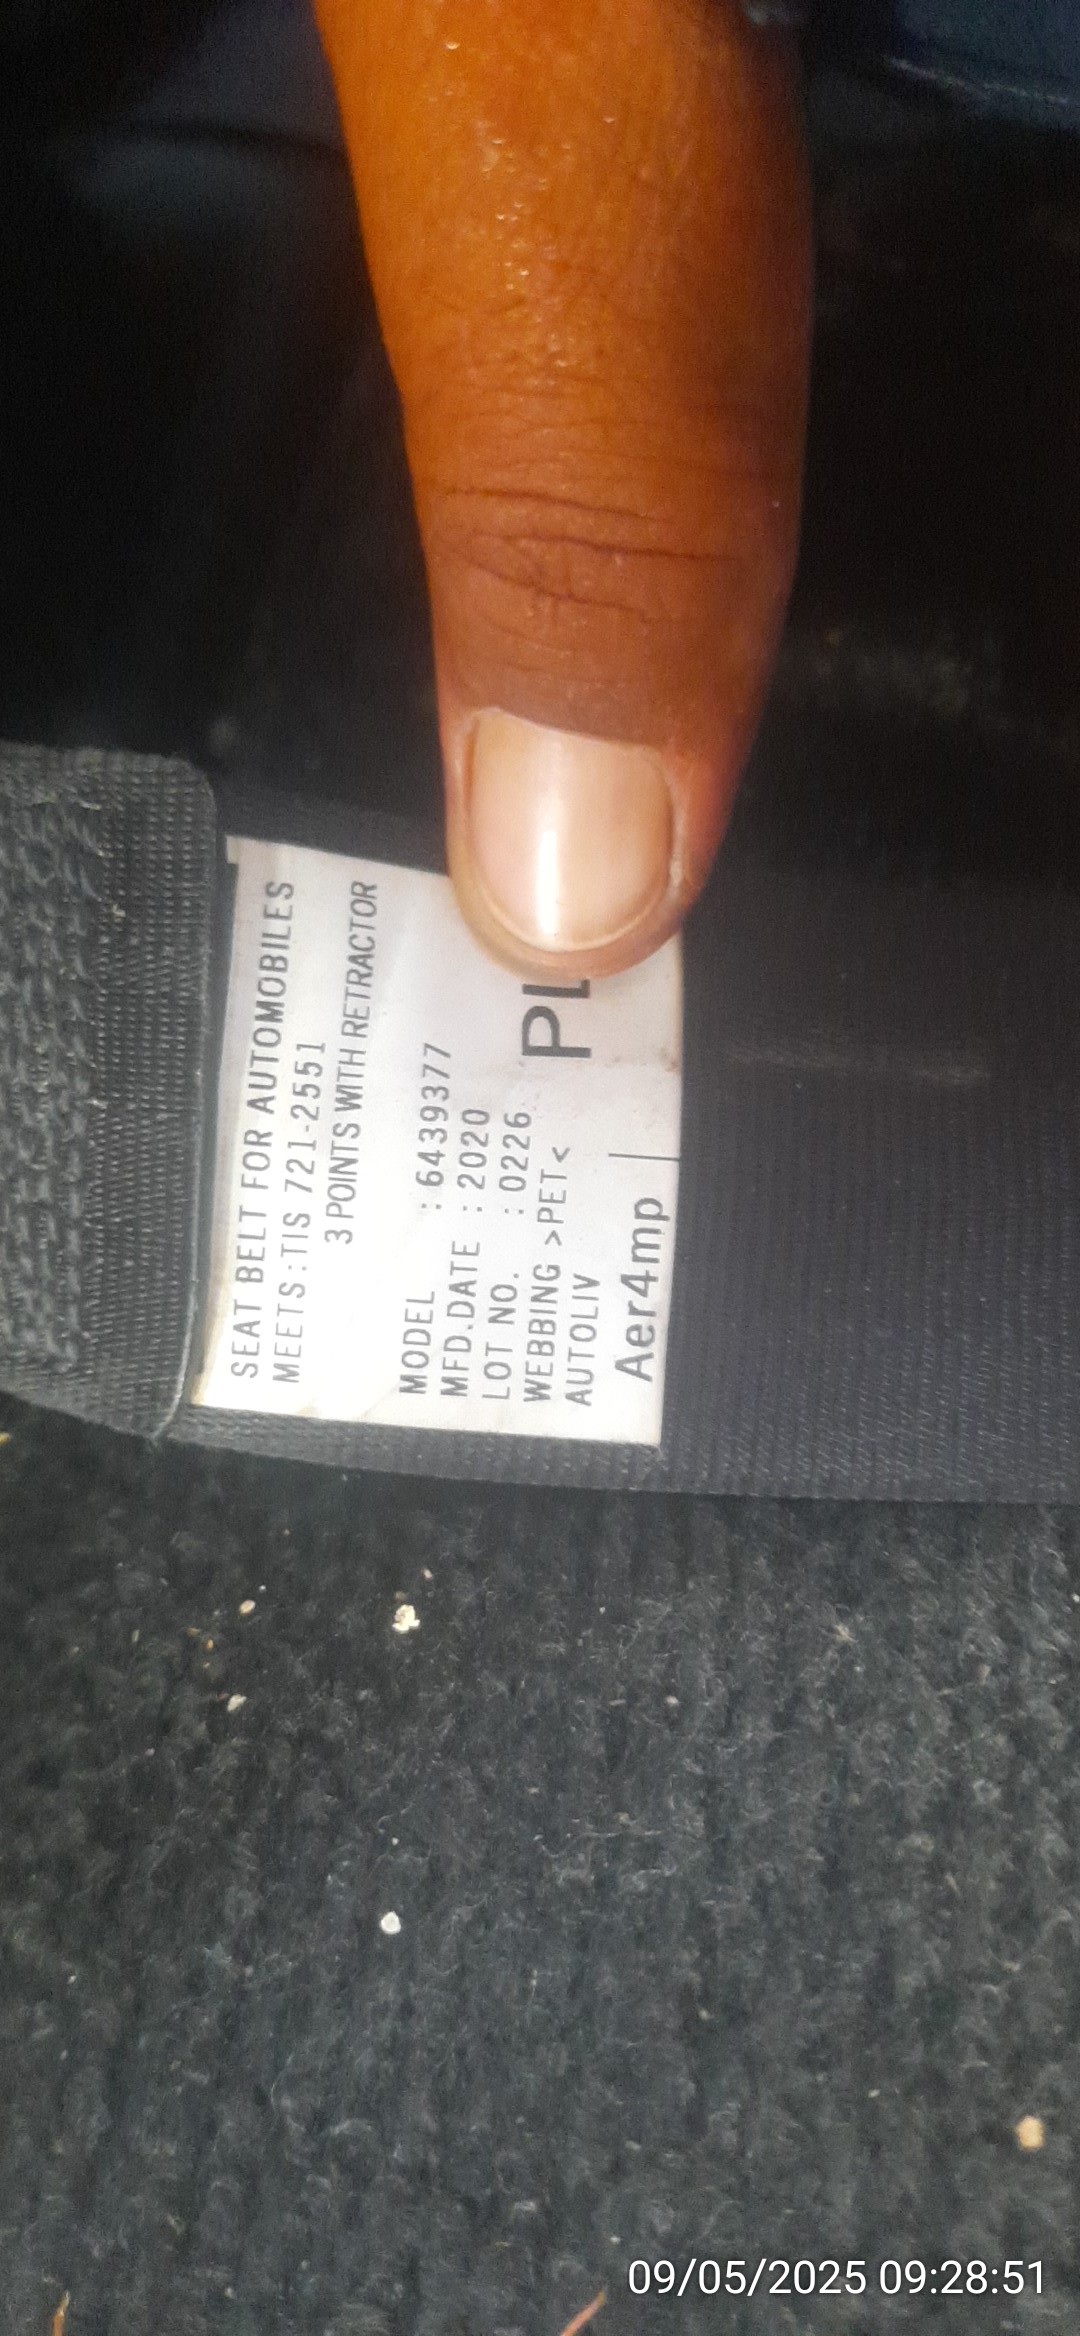 SEAT BELT FOR AUTOMOBILES
MEETS:TIS 721-2551
3 POINTS WITH RETRACTOR
MODEL : 6439377
MFD.DATE : 2020
LOT NO. : 0226
WEBBING >PET<
AUTOLIV
Aer4mp
09/05/2025 09:28:51